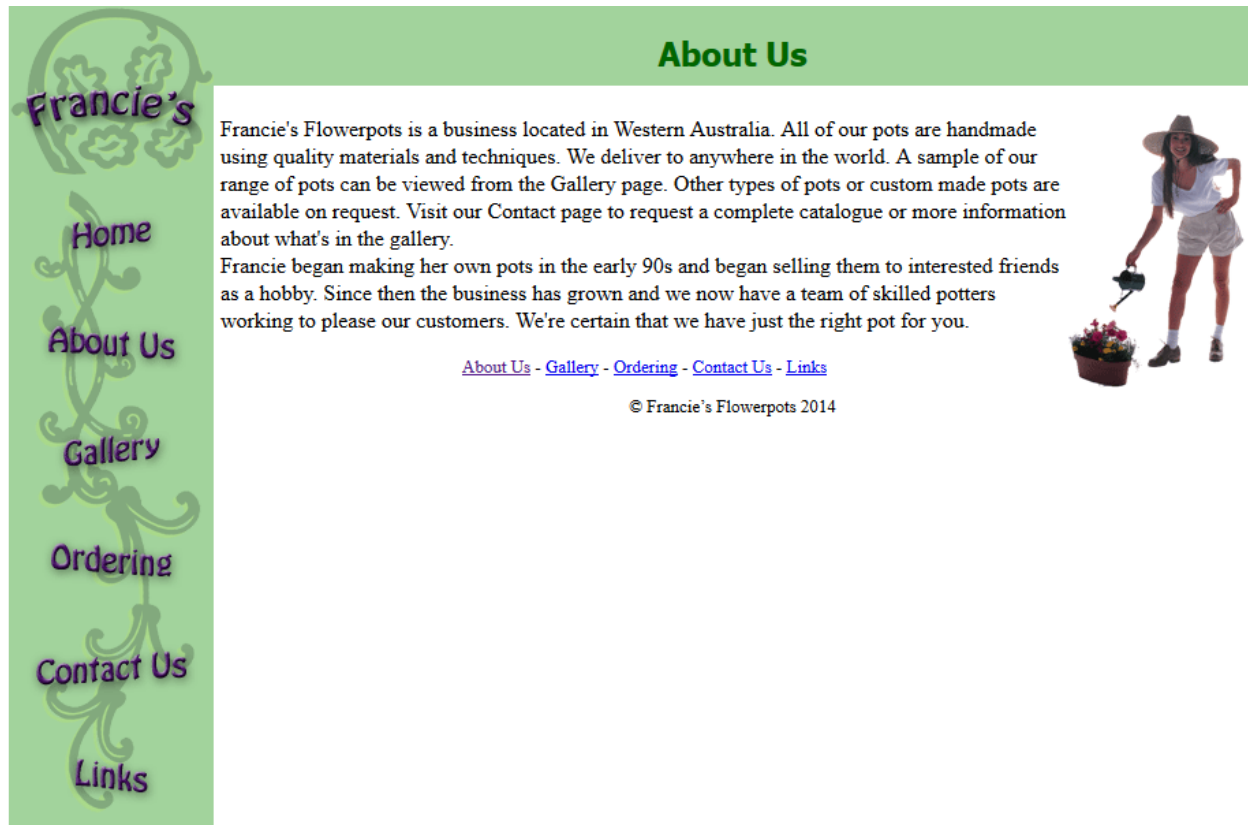 Francie's
Home
About Us
Gallery
Ordering
Contact Us
Links
About Us
Francie's Flowerpots is a business located in Western Australia. All of our pots are handmade
using quality materials and techniques. We deliver to anywhere in the world. A sample of our
range of pots can be viewed from the Gallery page. Other types of pots or custom made pots are
available on request. Visit our Contact page to request a complete catalogue or more information
about what's in the gallery.
Francie began making her own pots in the early 90s and began selling them to interested friends
as a hobby. Since then the business has grown and we now have a team of skilled potters
working to please our customers. We're certain that we have just the right pot for you.
About Us - Gallery - Ordering - Contact Us - Links
© Francie’s Flowerpots 2014